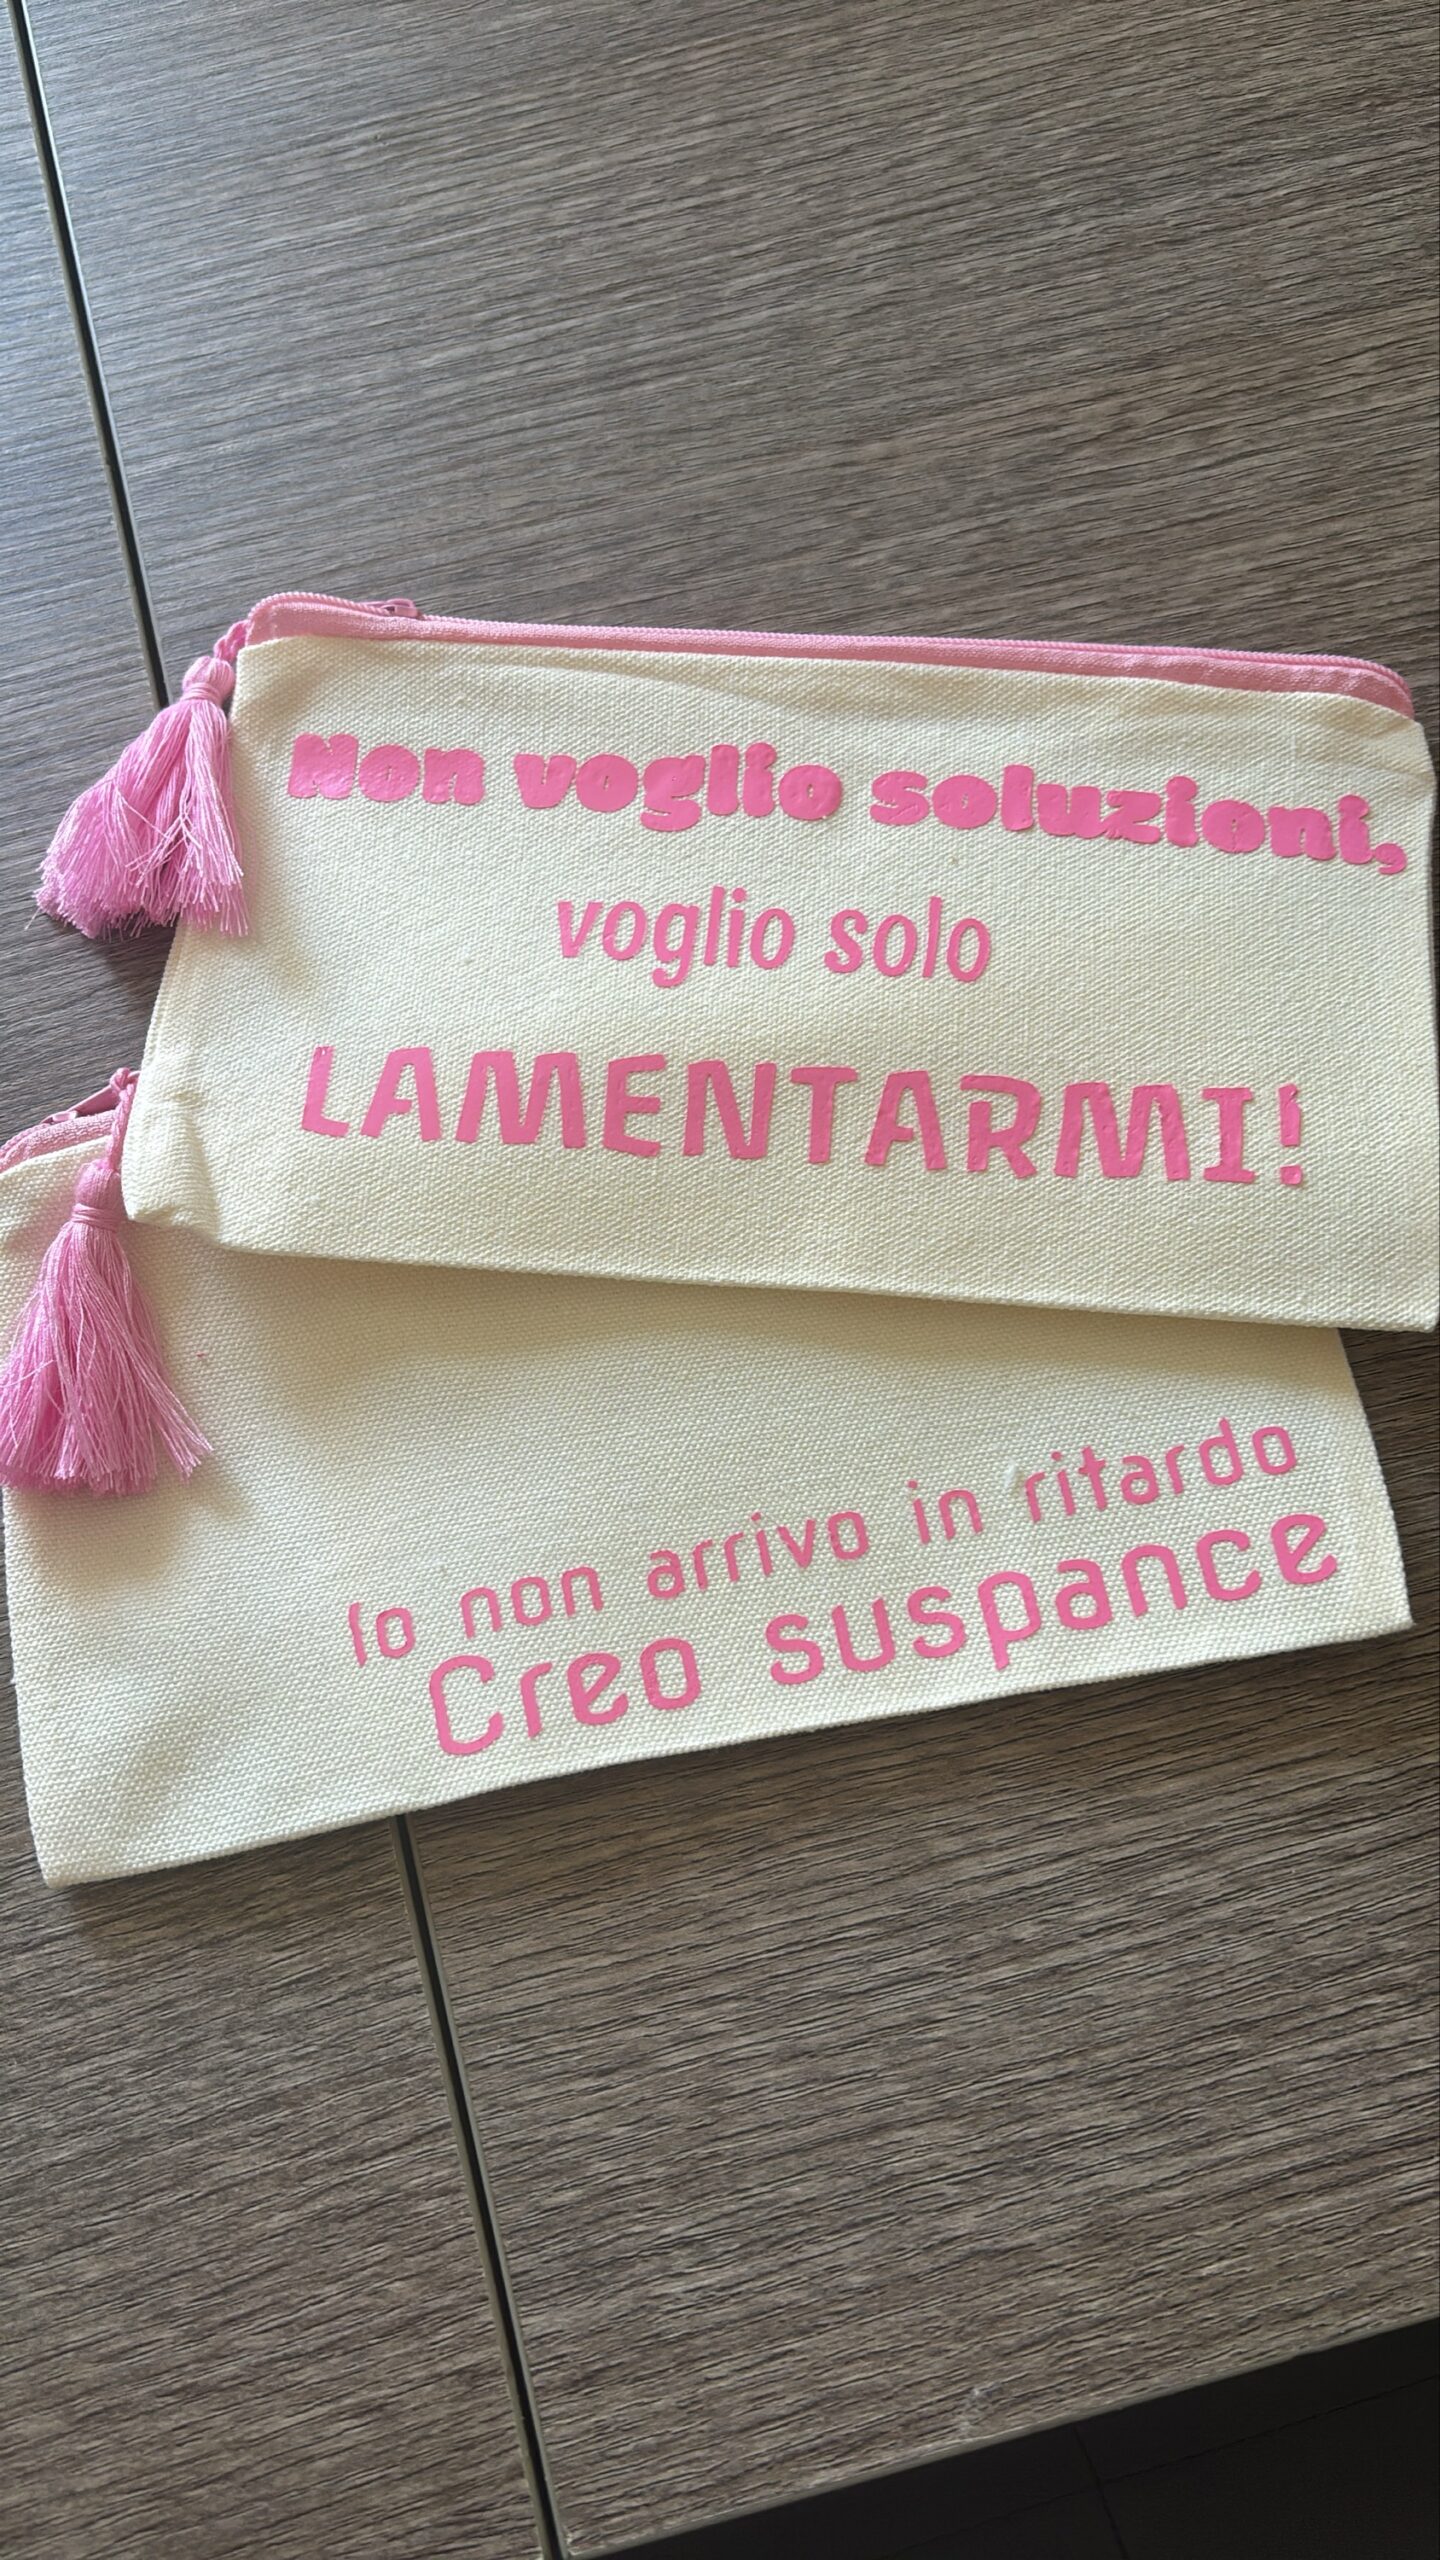 Non voglio soluzioni,
voglio solo
LAMENTARMI!
Io non arrivo in ritardo
Creo suspance